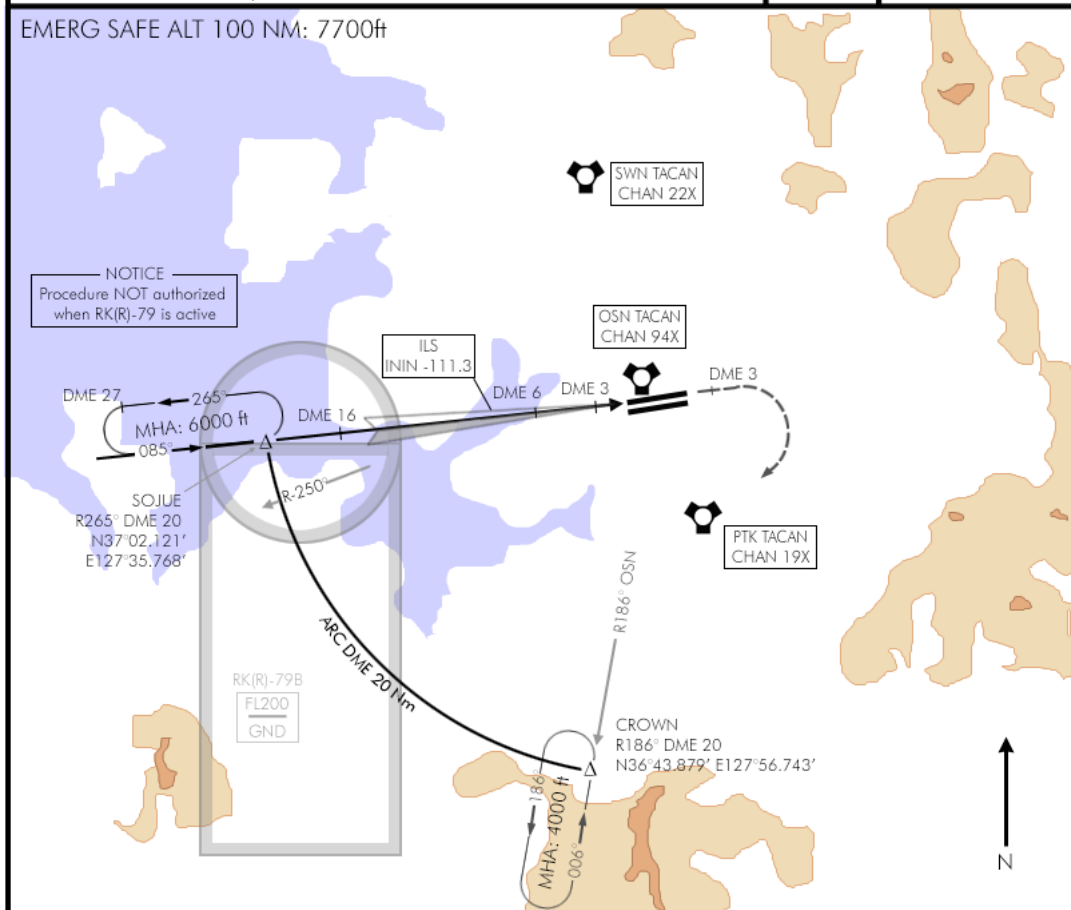 EMERG SAFE ALT 100 NM: 7700ft
SWN TACAN
CHAN 22X
NOTICE
Procedure NOT authorized
when RK(R)-79 is active
OSN TACAN
CHAN 94X
ILS
ININ -111.3
DME 27
265°
MHA: 6000 ft
085°
DME 16
DME 6
DME 3
DME 3
R-250°
SOJUE
R265° DME 20
N37°02.121'
E127°35.768'
PTK TACAN
CHAN 19X
R186° OSN
ARC DME 20 Nm
RK(R)-79B
FL200
GND
CROWN
R186° DME 20
N36°43.879' E127°56.743'
186°
MHA: 4000 ft
006°
N